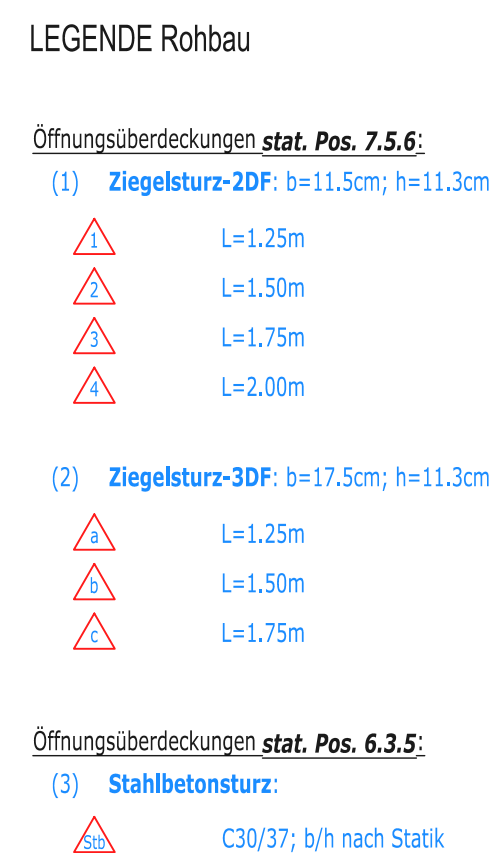 LEGENDE Rohbau
Öffnungsüberdeckungen stat. Pos. 7.5.6:
(1) Ziegelsturz-2DF: b=11.5cm; h=11.3cm
1 L=1.25m
2 L=1.50m
3 L=1.75m
4 L=2.00m
(2) Ziegelsturz-3DF: b=17.5cm; h=11.3cm
a L=1.25m
b L=1.50m
c L=1.75m
Öffnungsüberdeckungen stat. Pos. 6.3.5:
(3) Stahlbetonsturz:
Stb C30/37; b/h nach Statik